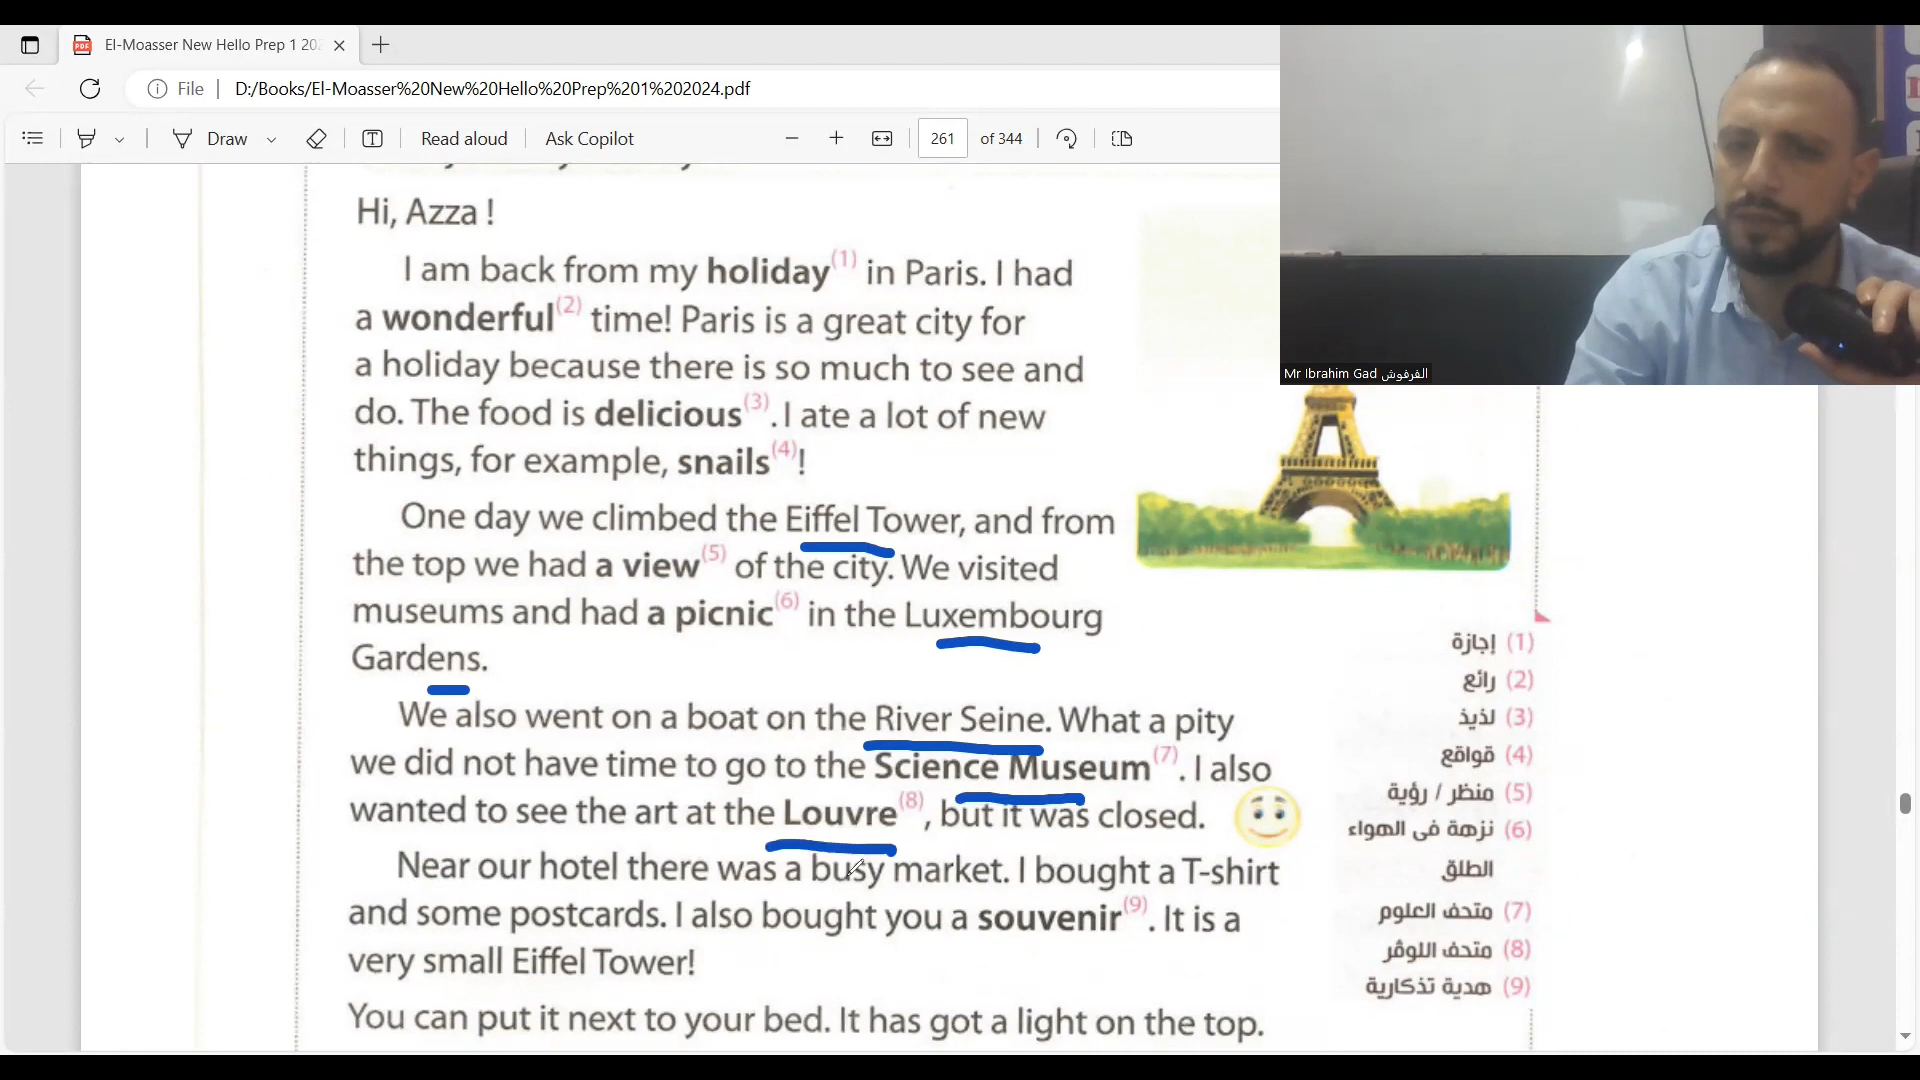 El-Moasser New Hello Prep 1 202
File
D:/Books/El-Moasser%20New%20Hello%20Prep%201%202024.pdf
Draw
Read aloud
Ask Copilot
261 of 344
Mr Ibrahim Gad الفرفوش
Hi, Azza !
I am back from my holiday(1) in Paris. I had
a wonderful(2) time! Paris is a great city for
a holiday because there is so much to see and
do. The food is delicious(3). I ate a lot of new
things, for example, snails(4)!
One day we climbed the Eiffel Tower, and from
the top we had a view(5) of the city. We visited
museums and had a picnic(6) in the Luxembourg
Gardens.
We also went on a boat on the River Seine. What a pity
we did not have time to go to the Science Museum(7). I also
wanted to see the art at the Louvre(8), but it was closed.
Near our hotel there was a busy market. I bought a T-shirt
and some postcards. I also bought you a souvenir(9). It is a
very small Eiffel Tower!
You can put it next to your bed. It has got a light on the top.
(1) إجازة
(2) رائع
(3) لذيذ
(4) قواقع
(5) منظر / رؤية
(6) نزهة فى الهواء
الطلق
(7) متحف العلوم
(8) متحف اللوڤر
(9) هدية تذكارية